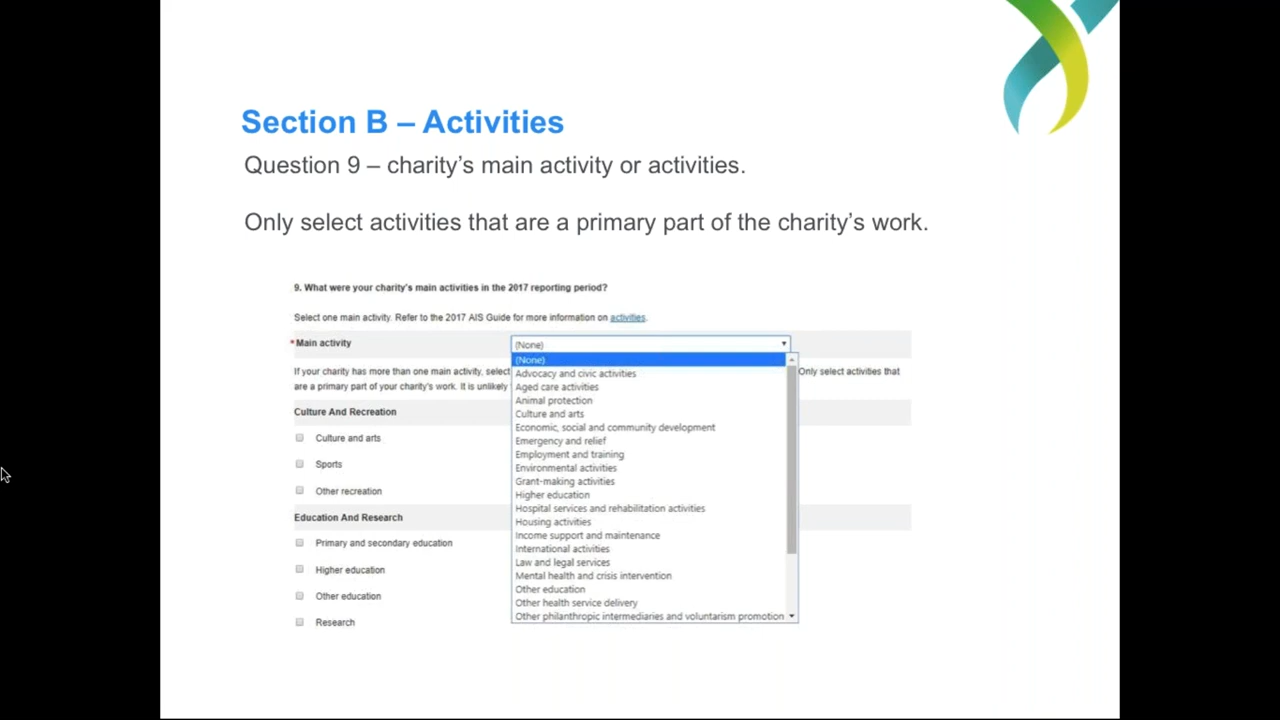 Section B – Activities
Question 9 – charity's main activity or activities.
Only select activities that are a primary part of the charity's work.
9. What were your charity's main activities in the 2017 reporting period?
Select one main activity. Refer to the 2017 AIS Guide for more information on activities.
*Main activity
(None)
(None)
Advocacy and civic activities
Aged care activities
Animal protection
Culture and arts
Economic, social and community development
Emergency and relief
Employment and training
Environmental activities
Grant-making activities
Higher education
Hospital services and rehabilitation activities
Housing activities
Income support and maintenance
International activities
Law and legal services
Mental health and crisis intervention
Other education
Other health service delivery
Other philanthropic intermediaries and voluntarism promotion
If your charity has more than one main activity, select Only select activities that
are a primary part of your charity's work. It is unlikely
Culture And Recreation
Culture and arts
Sports
Other recreation
Education And Research
Primary and secondary education
Higher education
Other education
Research